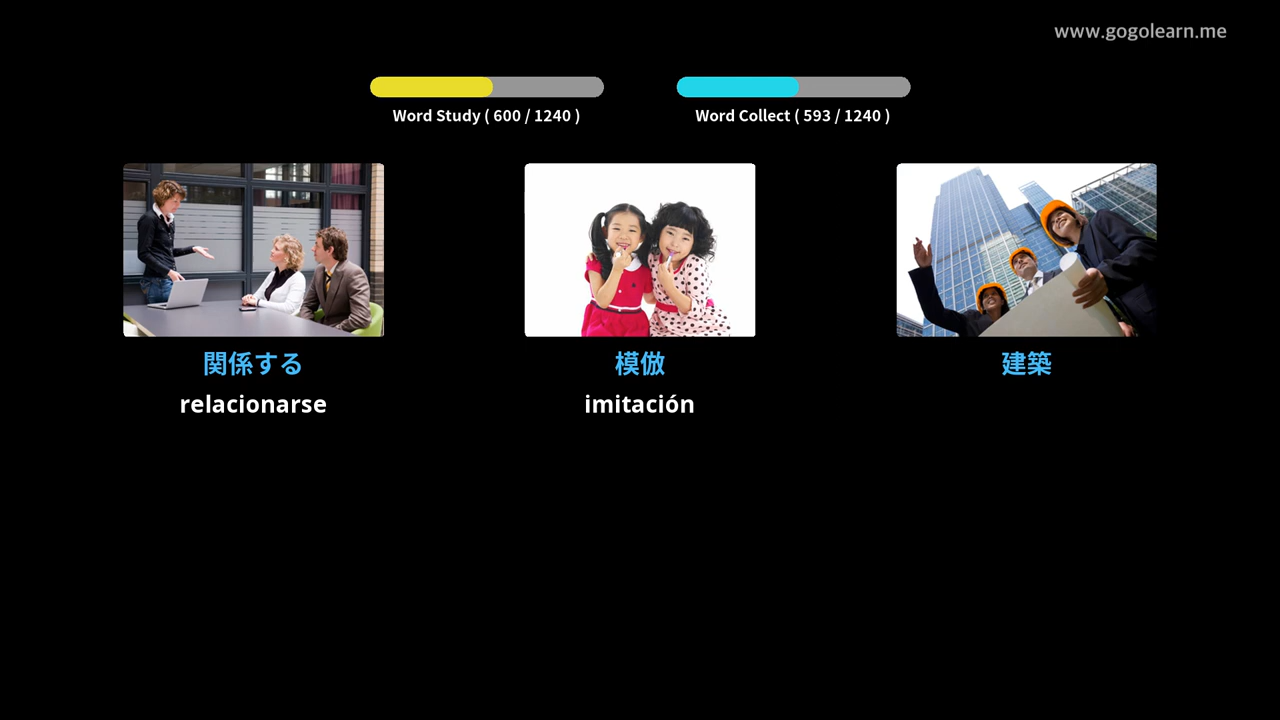 www.gogolearn.me
Word Study ( 600 / 1240 )
Word Collect ( 593 / 1240 )
関係する
模倣
建築
relacionarse
imitación